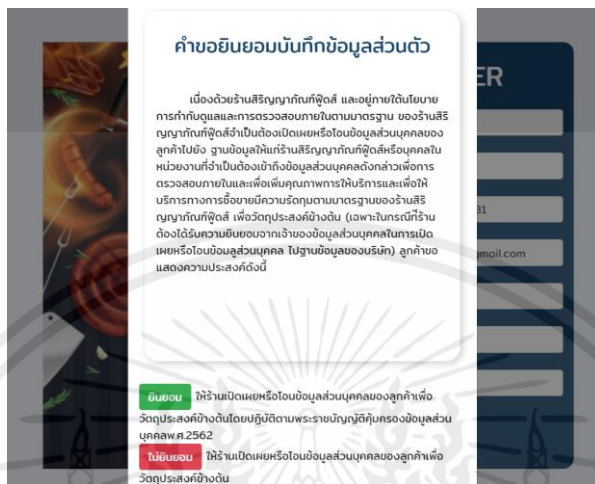 คำขอยินยอมบันทึกข้อมูลส่วนตัว
ER
เนื่องด้วยร้านสิริญญาภัณฑ์ฟู้ดส์ และอยู่ภายใต้นโยบาย
การกำกับดูแลและการตรวจสอบภายในตามมาตรฐาน ของร้านสิริ
ญญาภัณฑ์ฟู้ดส์จำเป็นต้องเปิดเผยหรือโอนข้อมูลส่วนบุคคลของ
ลูกค้าไปยัง ฐานข้อมูลให้แก่ร้านสิริญญาภัณฑ์ฟู้ดส์หรือบุคคลใน
หน่วยงานที่จำเป็นต้องเข้าถึงข้อมูลส่วนบุคคลดังกล่าวเพื่อการ
ตรวจสอบภายในและเพื่อเพิ่มคุณภาพการให้บริการและเพื่อให้
บริการทางการซื้อขายมีความรัดกุมตามมาตรฐานของร้านสิริ
ญญาภัณฑ์ฟู้ดส์ เพื่อวัตถุประสงค์ข้างต้น (เฉพาะในกรณีที่ร้าน
ต้องได้รับความยินยอมจากเจ้าของข้อมูลส่วนบุคคลในการเปิด
เผยหรือโอนข้อมูลส่วนบุคคล ไปฐานข้อมูลของบริษัท) ลูกค้าขอ
แสดงความประสงค์ดังนี้
31
gmail.com
ยินยอม ให้ร้านเปิดเผยหรือโอนข้อมูลส่วนบุคคลของลูกค้าเพื่อ
วัตถุประสงค์ข้างต้นโดยปฏิบัติตามพระราชบัญญัติคุ้มครองข้อมูลส่วน
บุคคลพ.ศ.2562
ไม่ยินยอม ให้ร้านเปิดเผยหรือโอนข้อมูลส่วนบุคคลของลูกค้าเพื่อ
วัตถุประสงค์ข้างต้น